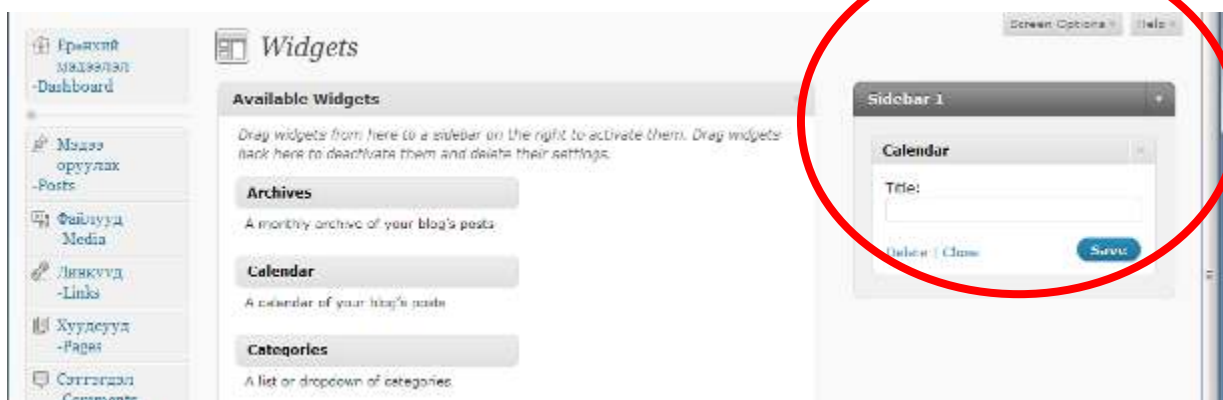 Screen Options Help
Ерөнхий
мэдээлэл
-Dashboard
Мэдээ
оруулах
-Posts
Файлууд
Media
Линкууд
-Links
Хуудсууд
-Pages
Сэтгэгдэл
Comments
Widgets
Available Widgets
Drag widgets from here to a sidebar on the right to activate them. Drag widgets
back here to deactivate them and delete their settings.
Archives
A monthly archive of your blog's posts
Calendar
A calendar of your blog's posts
Categories
A list or dropdown of categories
Sidebar 1
Calendar
Title:
Delete | Close
Save